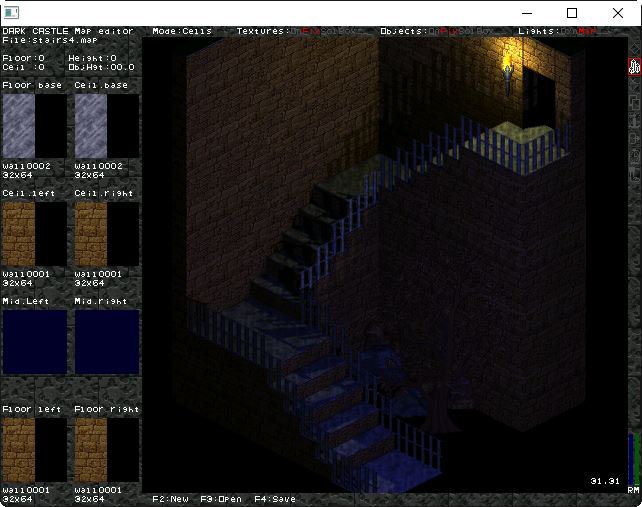 DARK CASTLE Map editor
File:stairs4.map
Mode:Cells Textures: Objects: Lights:
Floor:0 Height:0
Ceil :0 ObjHgt:00.0
Floor base Ceil.base
Wall0002 Wall0002
32x64 32x64
Ceil.left Ceil.right
Wall0001 Wall0001
32x64 32x64
Mid.Left Mid.right
Floor left Floor right
Wall0001 Wall0001
32x64 32x64
31.31
RM
F2:New F3:Open F4:Save